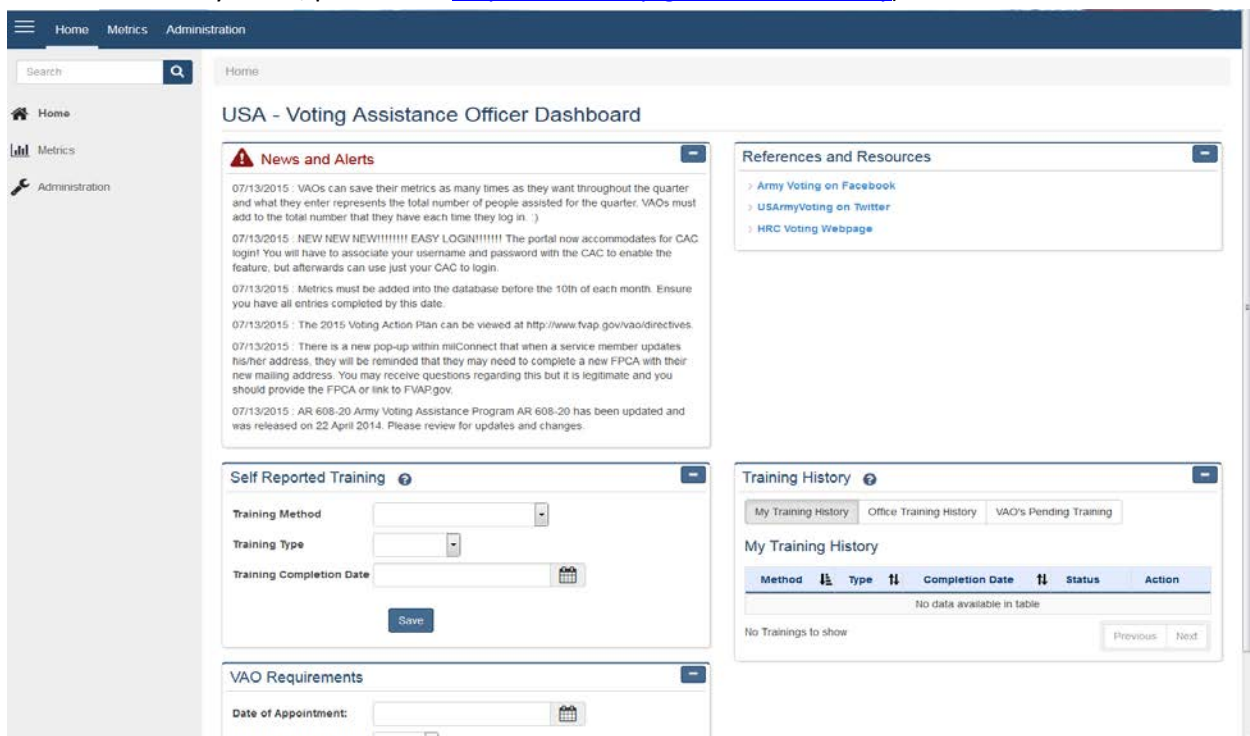 Home Metrics Administration
Search
Home
Home
Metrics
Administration
USA - Voting Assistance Officer Dashboard
News and Alerts
07/13/2015 : VAOs can save their metrics as many times as they want throughout the quarter
and what they enter represents the total number of people assisted for the quarter. VAOs must
add to the total number that they have each time they log in. :)
07/13/2015 : NEW NEW NEW!!!!!!!! EASY LOGIN!!!!!!! The portal now accommodates for CAC
login! You will have to associate your username and password with the CAC to enable the
feature, but afterwards can use just your CAC to login.
07/13/2015 : Metrics must be added into the database before the 10th of each month. Ensure
you have all entries completed by this date.
07/13/2015 : The 2015 Voting Action Plan can be viewed at http://www.fvap.gov/vao/directives.
07/13/2015 : There is a new pop-up within milConnect that when a service member updates
his/her address, they will be reminded that they may need to complete a new FPCA with their
new mailing address. You may receive questions regarding this but it is legitimate and you
should provide the FPCA or link to FVAP.gov.
07/13/2015 : AR 608-20 Army Voting Assistance Program AR 608-20 has been updated and
was released on 22 April 2014. Please review for updates and changes.
References and Resources
Army Voting on Facebook
USArmyVoting on Twitter
HRC Voting Webpage
Self Reported Training
Training Method
Training Type
Training Completion Date
Save
Training History
My Training History Office Training History VAO's Pending Training
My Training History
Method Type Completion Date Status Action
No data available in table
No Trainings to show
Previous Next
VAO Requirements
Date of Appointment: